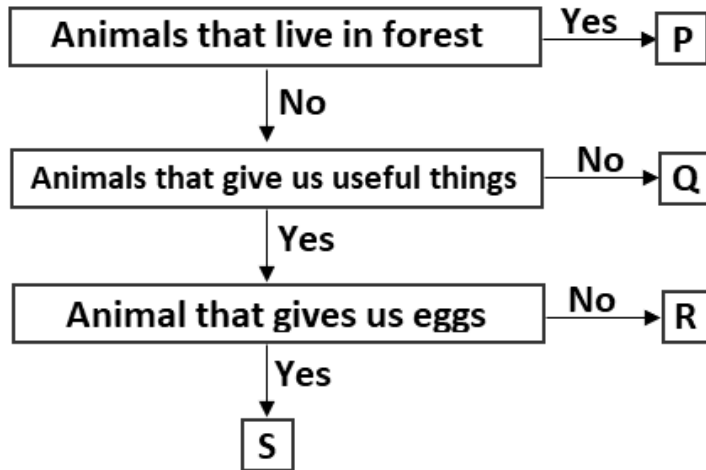 Animals that live in forest
Yes
P
No
Animals that give us useful things
No
Q
Yes
Animal that gives us eggs
No
R
Yes
S